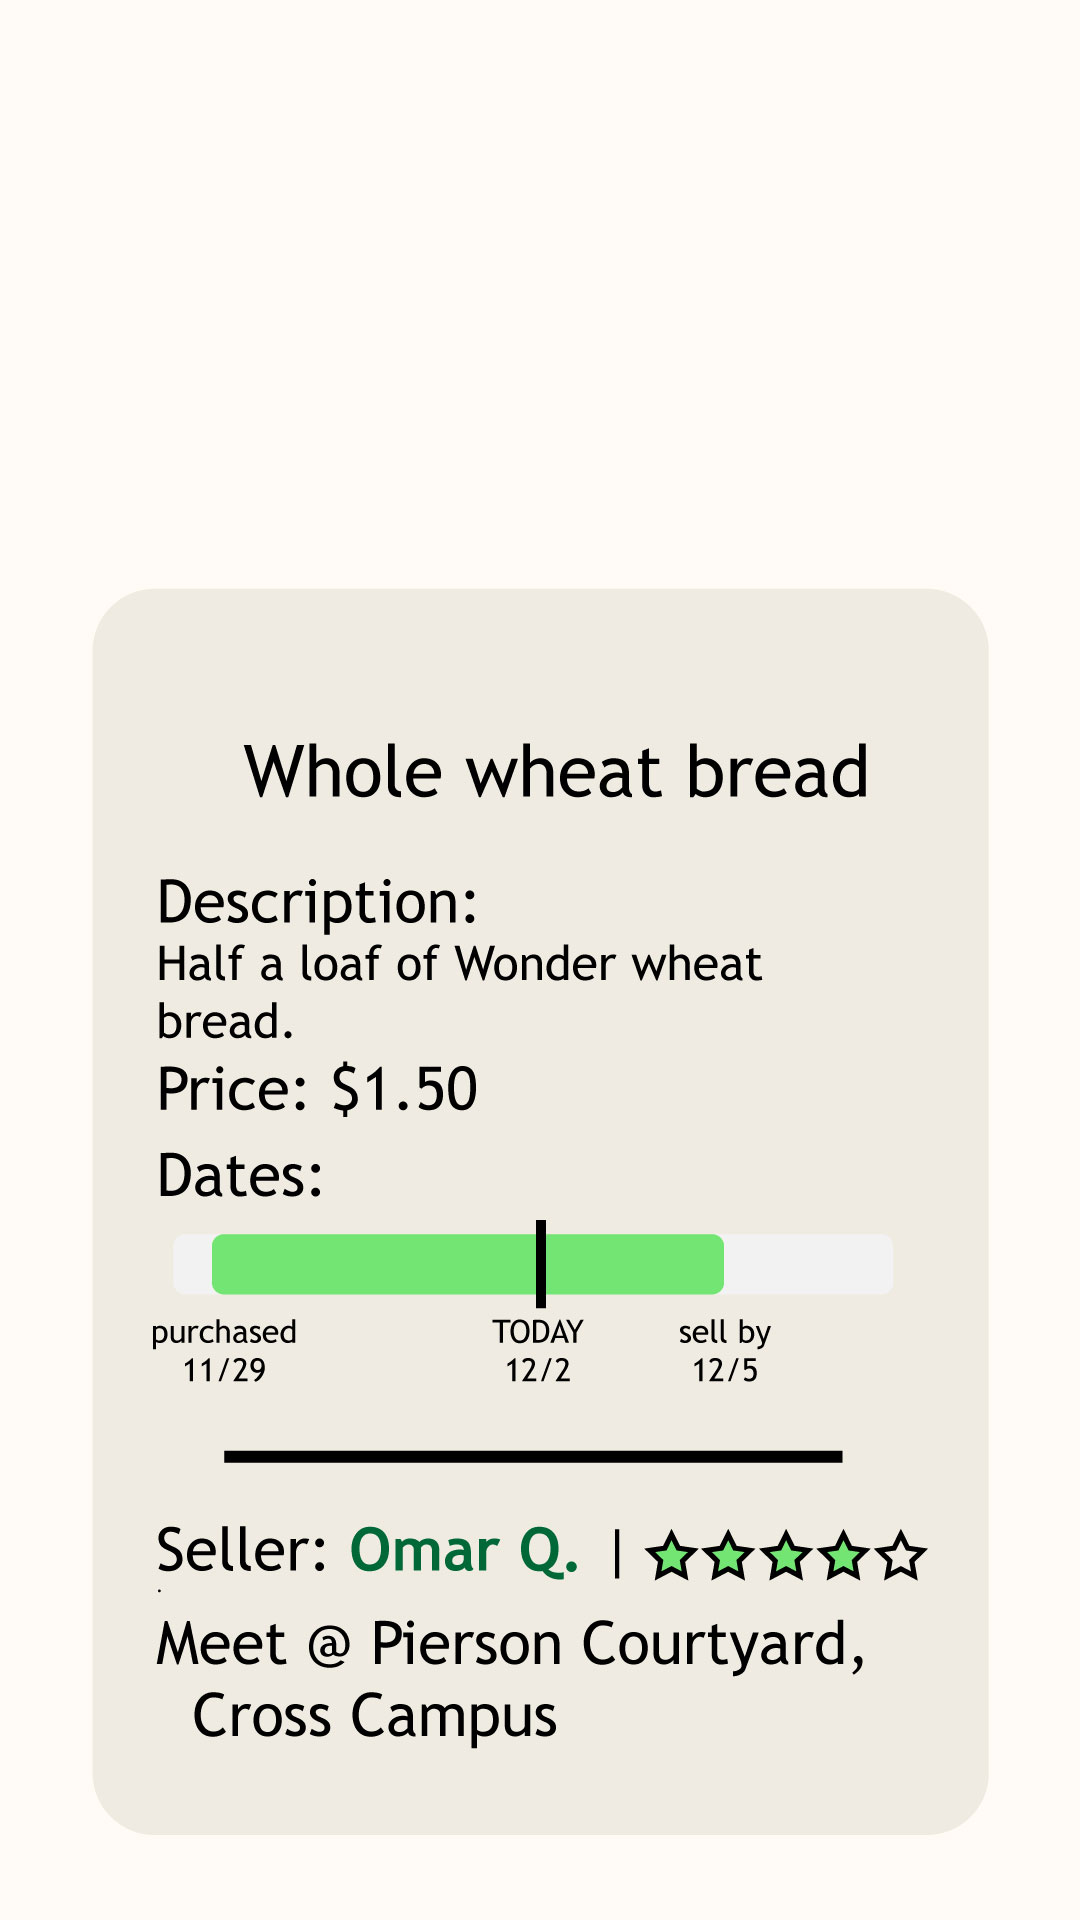 Whole wheat bread
Description:
Half a loaf of Wonder wheat
bread.
Price: $1.50
Dates:
purchased TODAY sell by
11/29 12/2 12/5
Seller: Omar Q. |
Meet @ Pierson Courtyard,
Cross Campus